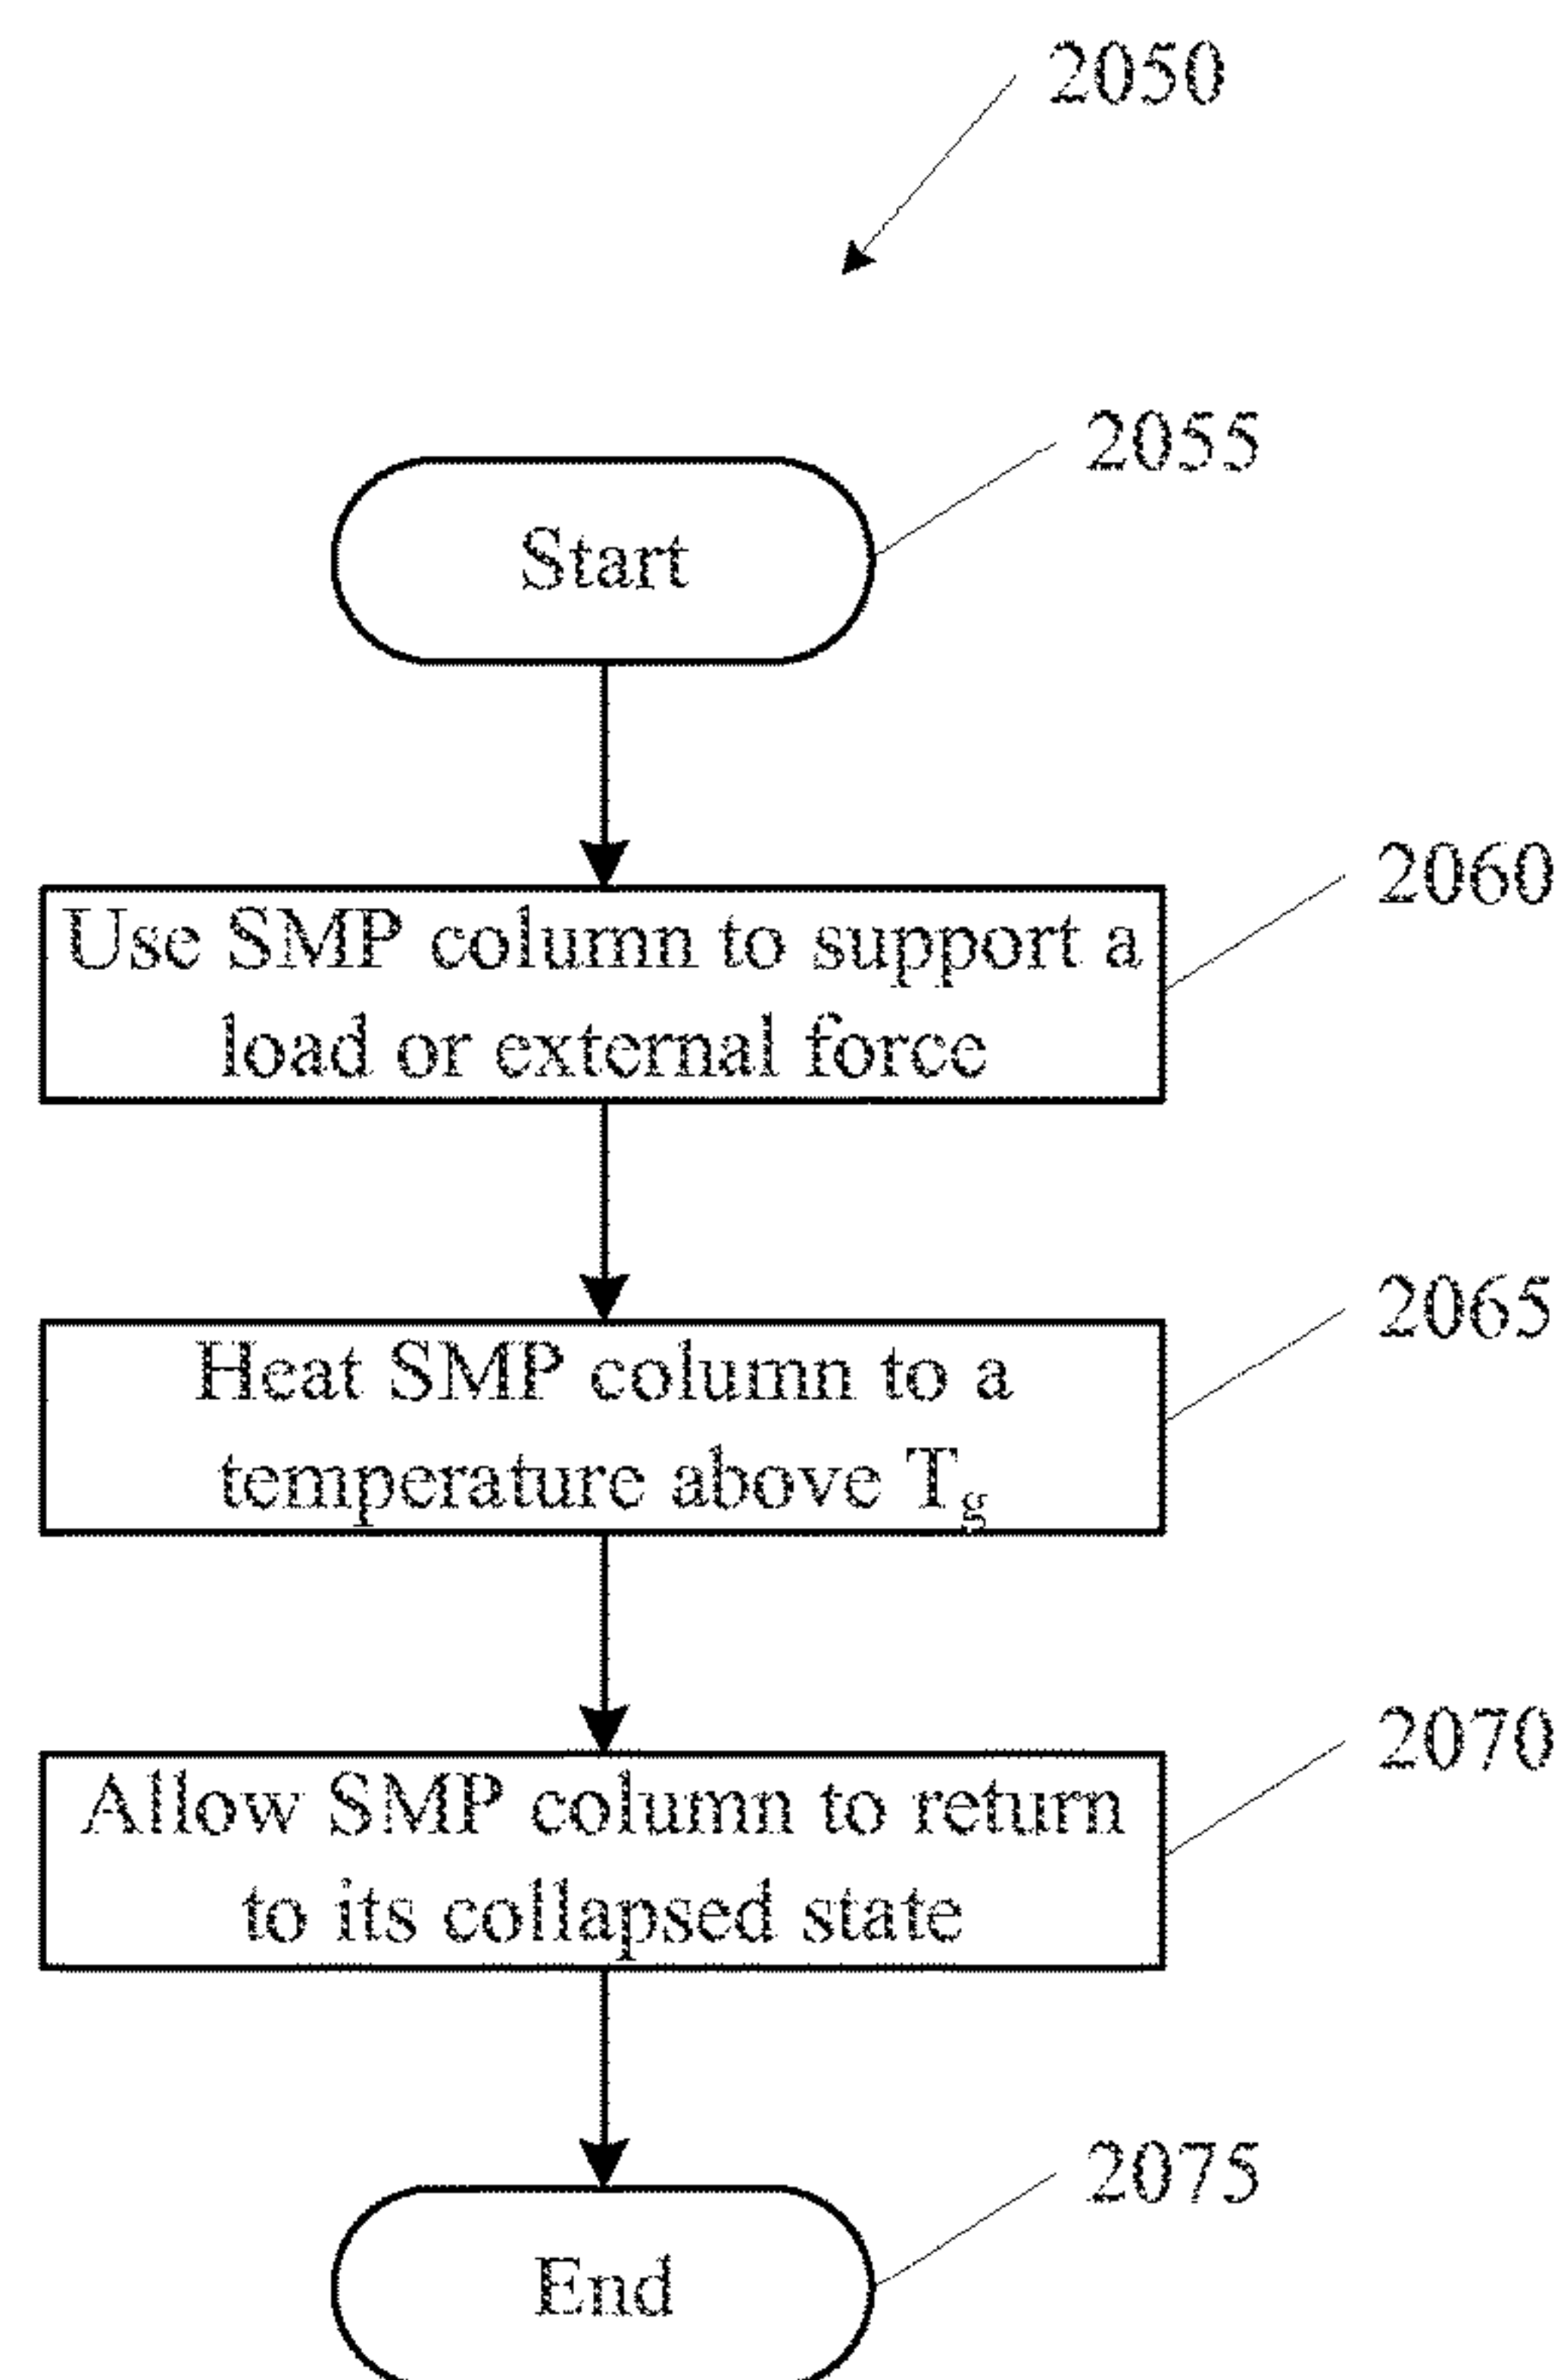 2050
2055
Start
2060
Use SMP column to support a
load or external force
2065
Heat SMP column to a
temperature above Tg
2070
Allow SMP column to return
to its collapsed state
2075
End